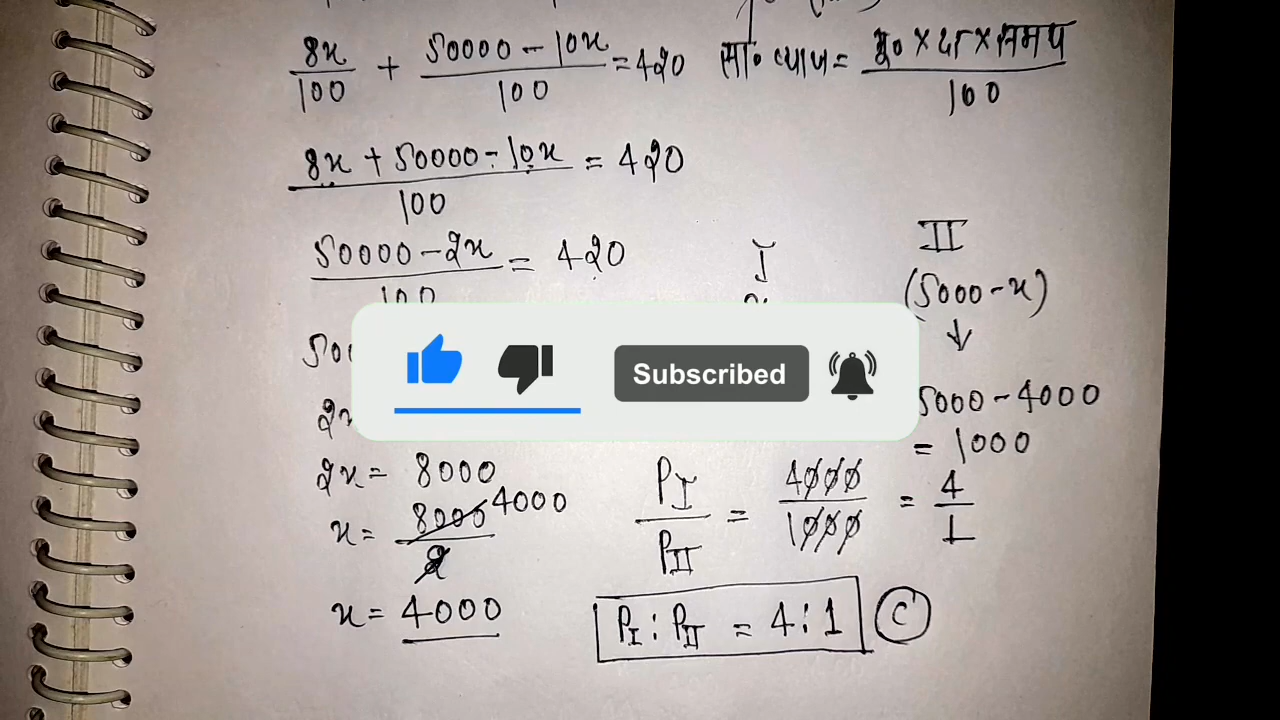 8x/100 + 50000 - 10x/100 = 420
सा० ब्याज = मू० × दर × समय/100
8x + 50000 - 10x/100 = 420
50000 - 2x/100 = 420
I
II
(5000 - x)
↓
Subscribed
5000 - 4000
= 1000
2x = 8000
x = 8000/2 4000
x = 4000
PI/PII = 4000/1000 = 4/1
PI : PII = 4 : 1 (C)